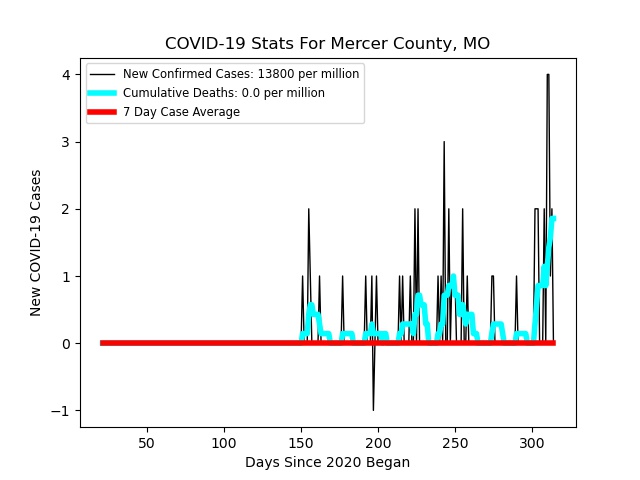 COVID-19 Stats For Mercer County, MO
New Confirmed Cases: 13800 per million
Cumulative Deaths: 0.0 per million
7 Day Case Average
New COVID-19 Cases
4
3
2
1
0
−1
50 100 150 200 250 300
Days Since 2020 Began